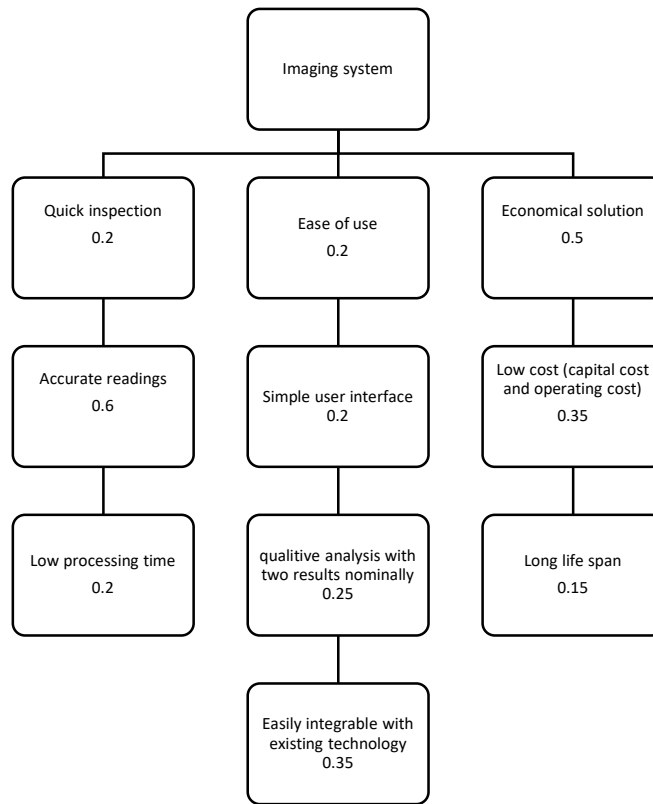 Imaging system
Quick inspection
0.2
Ease of use
0.2
Economical solution
0.5
Accurate readings
0.6
Simple user interface
0.2
Low cost (capital cost
and operating cost)
0.35
Low processing time
0.2
qualitive analysis with
two results nominally
0.25
Long life span
0.15
Easily integrable with
existing technology
0.35